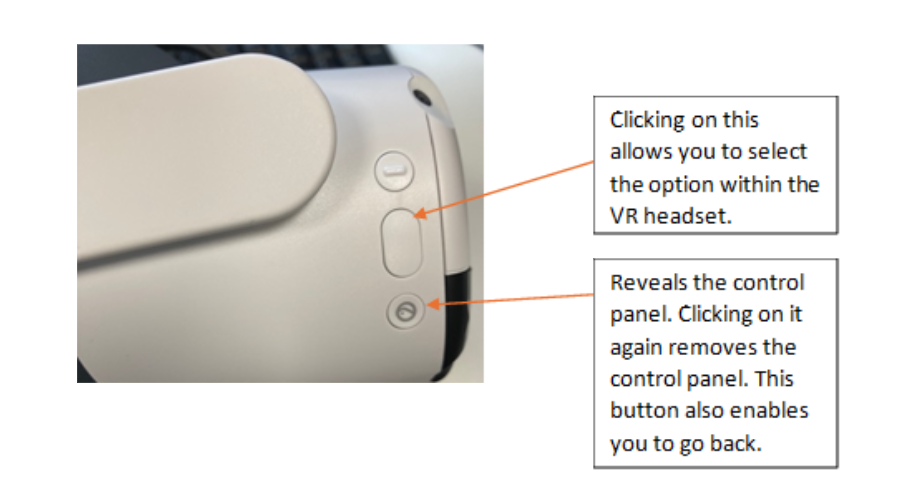 Clicking on this
allows you to select
the option within the
VR headset.
Reveals the control
panel. Clicking on it
again removes the
control panel. This
button also enables
you to go back.